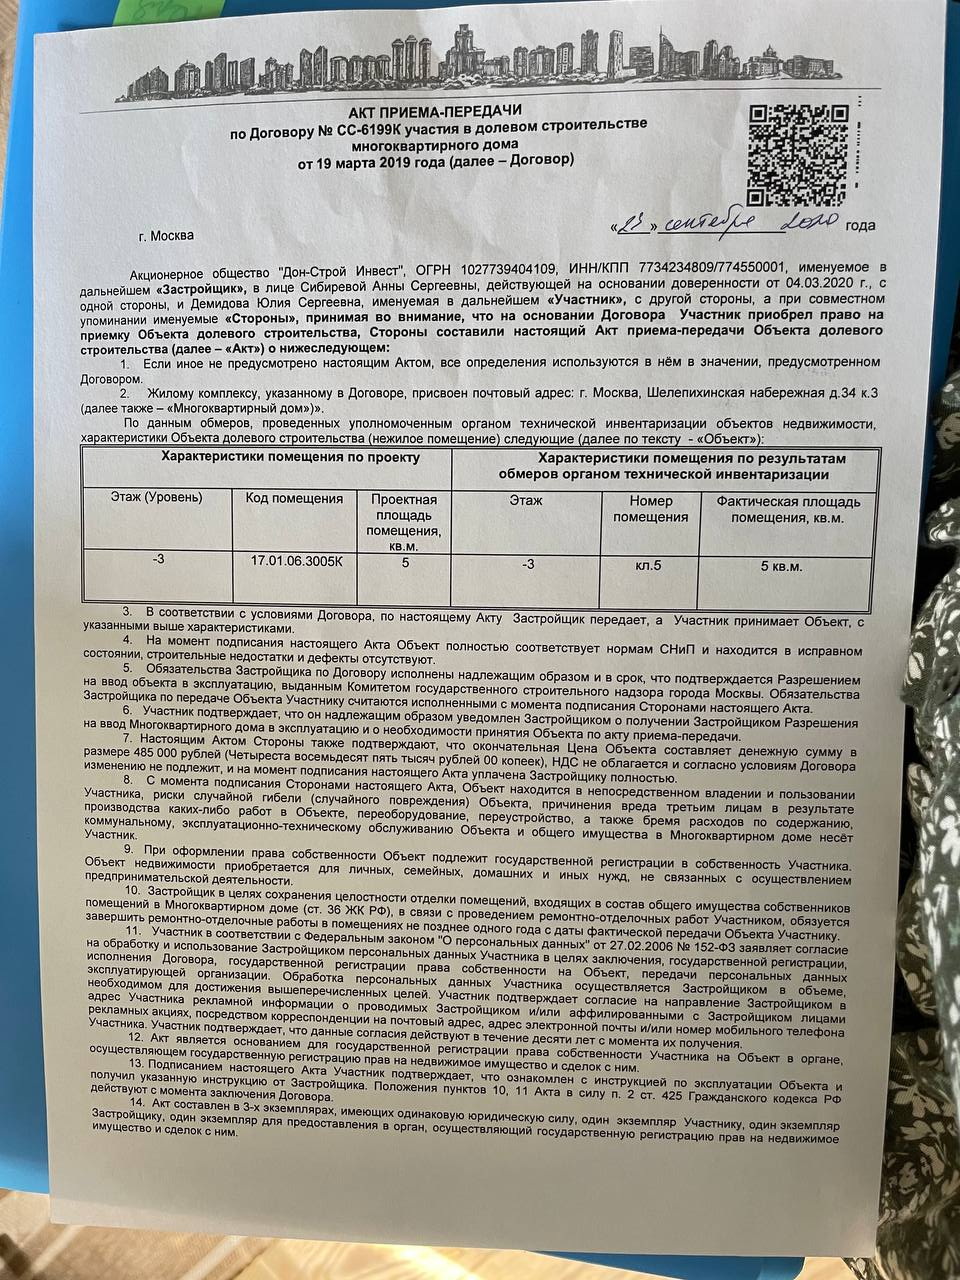 АКТ ПРИЕМА-ПЕРЕДАЧИ
по Договору № СС-6199К участия в долевом строительстве
многоквартирного дома
от 19 марта 2019 года (далее – Договор)
г. Москва
«23» сентября 2020 года
Акционерное общество "Дон-Строй Инвест", ОГРН 1027739404109, ИНН/КПП 7734234809/774550001, именуемое в
дальнейшем «Застройщик», в лице Сибиревой Анны Сергеевны, действующей на основании доверенности от 04.03.2020 г., с
одной стороны, и Демидова Юлия Сергеевна, именуемая в дальнейшем «Участник», с другой стороны, а при совместном
упоминании именуемые «Стороны», принимая во внимание, что на основании Договора Участник приобрел право на
приемку Объекта долевого строительства, Стороны составили настоящий Акт приема-передачи Объекта долевого
строительства (далее – «Акт») о нижеследующем:
1. Если иное не предусмотрено настоящим Актом, все определения используются в нём в значении, предусмотренном
Договором.
2. Жилому комплексу, указанному в Договоре, присвоен почтовый адрес: г. Москва, Шелепихинская набережная д.34 к.3
(далее также – «Многоквартирный дом»)».
По данным обмеров, проведенных уполномоченным органом технической инвентаризации объектов недвижимости,
характеристики Объекта долевого строительства (нежилое помещение) следующие (далее по тексту - «Объект»):
Характеристики помещения по проекту
Характеристики помещения по результатам
обмеров органом технической инвентаризации
Этаж (Уровень)
Код помещения
Проектная
площадь
помещения,
кв.м.
Этаж
Номер
помещения
Фактическая площадь
помещения, кв.м.
-3
17.01.06.3005К
5
-3
кл.5
5 кв.м.
3. В соответствии с условиями Договора, по настоящему Акту Застройщик передает, а Участник принимает Объект, с
указанными выше характеристиками.
4. На момент подписания настоящего Акта Объект полностью соответствует нормам СНиП и находится в исправном
состоянии, строительные недостатки и дефекты отсутствуют.
5. Обязательства Застройщика по Договору исполнены надлежащим образом и в срок, что подтверждается Разрешением
на ввод объекта в эксплуатацию, выданным Комитетом государственного строительного надзора города Москвы. Обязательства
Застройщика по передаче Объекта Участнику считаются исполненными с момента подписания Сторонами настоящего Акта.
6. Участник подтверждает, что он надлежащим образом уведомлен Застройщиком о получении Застройщиком Разрешения
на ввод Многоквартирного дома в эксплуатацию и о необходимости принятия Объекта по акту приема-передачи.
7. Настоящим Актом Стороны также подтверждают, что окончательная Цена Объекта составляет денежную сумму в
размере 485 000 рублей (Четыреста восемьдесят пять тысяч рублей 00 копеек), НДС не облагается и согласно условиям Договора
изменению не подлежит, и на момент подписания настоящего Акта уплачена Застройщику полностью.
8. С момента подписания Сторонами настоящего Акта, Объект находится в непосредственном владении и пользовании
Участника, риски случайной гибели (случайного повреждения) Объекта, причинения вреда третьим лицам в результате
производства каких-либо работ в Объекте, переоборудование, переустройство, а также бремя расходов по содержанию,
коммунальному, эксплуатационно-техническому обслуживанию Объекта и общего имущества в Многоквартирном доме несёт
Участник.
9. При оформлении права собственности Объект подлежит государственной регистрации в собственность Участника.
Объект недвижимости приобретается для личных, семейных, домашних и иных нужд, не связанных с осуществлением
предпринимательской деятельности.
10. Застройщик в целях сохранения целостности отделки помещений, входящих в состав общего имущества собственников
помещений в Многоквартирном доме (ст. 36 ЖК РФ), в связи с проведением ремонтно-отделочных работ Участником, обязуется
завершить ремонтно-отделочные работы в помещениях не позднее одного года с даты фактической передачи Объекта Участнику.
11. Участник в соответствии с Федеральным законом "О персональных данных" от 27.02.2006 № 152-ФЗ заявляет согласие
на обработку и использование Застройщиком персональных данных Участника в целях заключения, государственной регистрации,
исполнения Договора, государственной регистрации права собственности на Объект, передачи персональных данных
эксплуатирующей организации. Обработка персональных данных Участника осуществляется Застройщиком в объеме,
необходимом для достижения вышеперечисленных целей. Участник подтверждает согласие на направление Застройщиком в
адрес Участника рекламной информации о проводимых Застройщиком и/или аффилированными с Застройщиком лицами
рекламных акциях, посредством корреспонденции на почтовый адрес, адрес электронной почты и/или номер мобильного телефона
Участника. Участник подтверждает, что данные согласия действуют в течение десяти лет с момента их получения.
12. Акт является основанием для государственной регистрации права собственности Участника на Объект в органе,
осуществляющем государственную регистрацию прав на недвижимое имущество и сделок с ним.
13. Подписанием настоящего Акта Участник подтверждает, что ознакомлен с инструкцией по эксплуатации Объекта и
получил указанную инструкцию от Застройщика. Положения пунктов 10, 11 Акта в силу п. 2 ст. 425 Гражданского кодекса РФ
действуют с момента заключения Договора.
14. Акт составлен в 3-х экземплярах, имеющих одинаковую юридическую силу, один экземпляр Участнику, один экземпляр
Застройщику, один экземпляр для предоставления в орган, осуществляющий государственную регистрацию прав на недвижимое
имущество и сделок с ним.